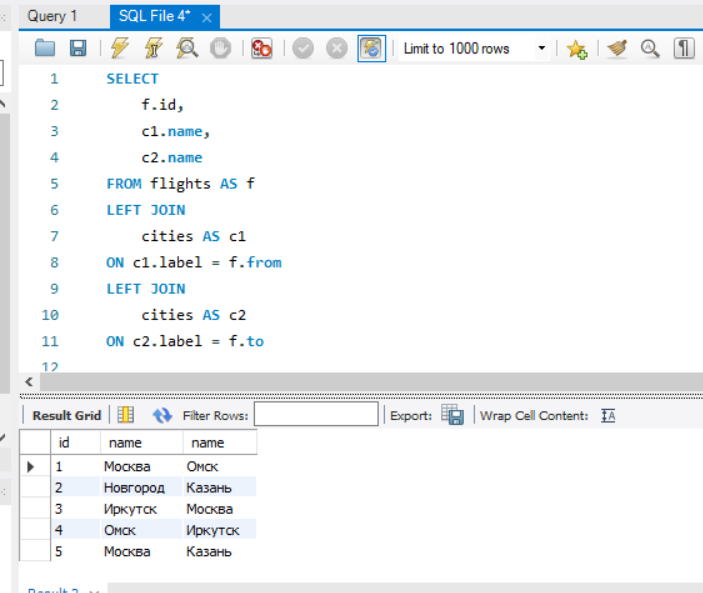 Query 1 SQL File 4*
Limit to 1000 rows
1 SELECT
2 f.id,
3 c1.name,
4 c2.name
5 FROM flights AS f
6 LEFT JOIN
7 cities AS c1
8 ON c1.label = f.from
9 LEFT JOIN
10 cities AS c2
11 ON c2.label = f.to
12
Result Grid Filter Rows: Export: Wrap Cell Content: IA
id name name
1 Москва Омск
2 Новгород Казань
3 Иркутск Москва
4 Омск Иркутск
5 Москва Казань